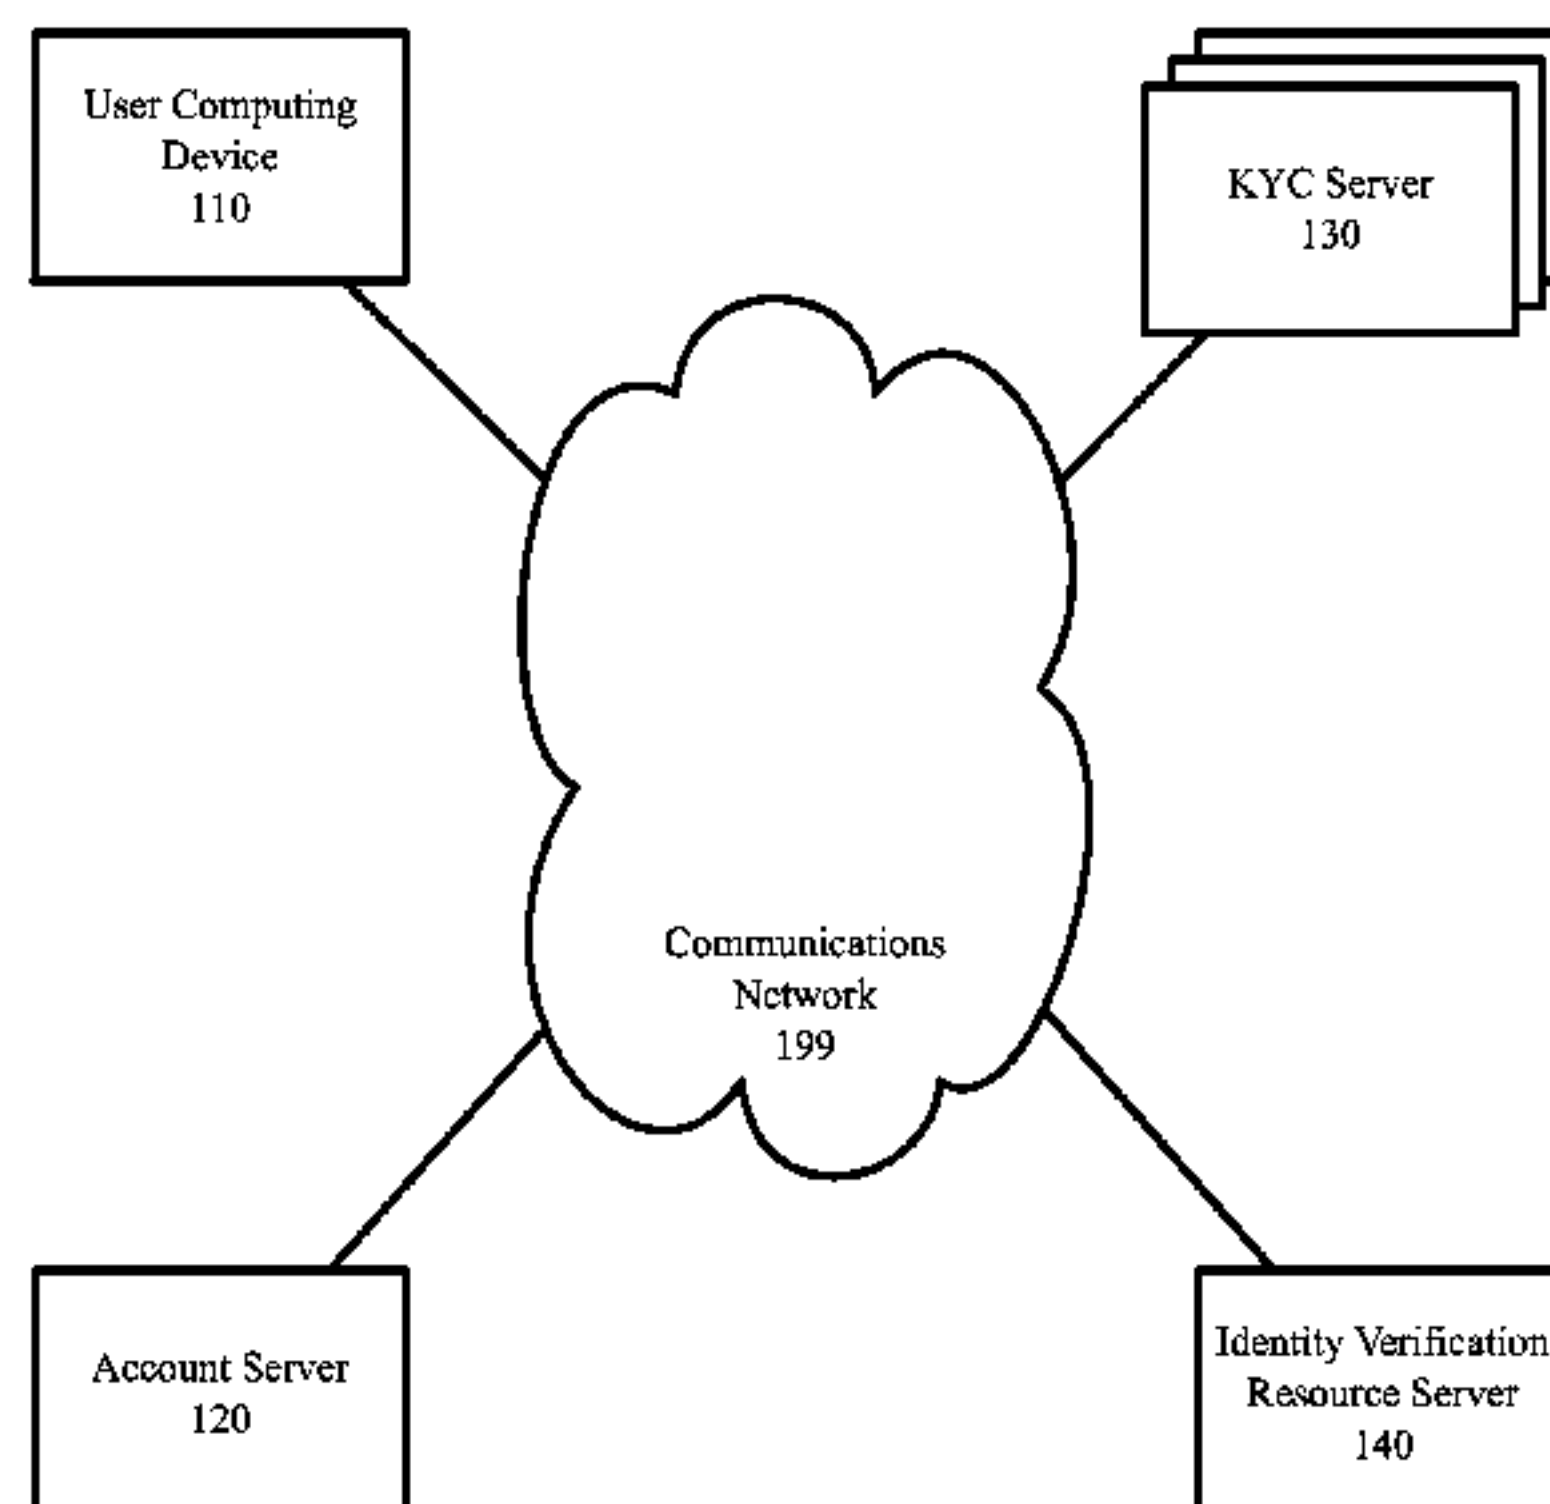 User Computing
Device
110
KYC Server
130
Communications
Network
199
Account Server
120
Identity Verification
Resource Server
140